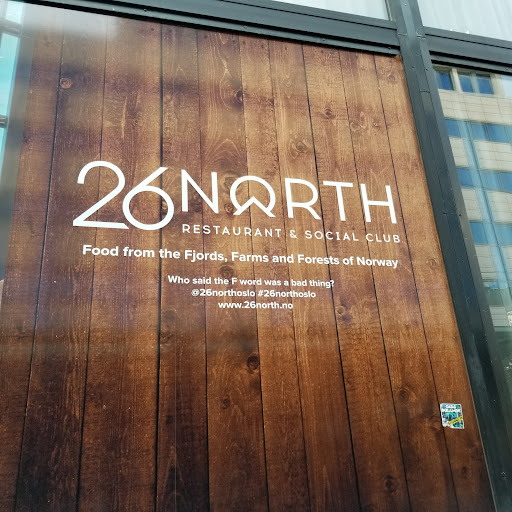 26NORTH
RESTAURANT & SOCIAL CLUB
Food from the Fjords, Farms and Forests of Norway
Who said the F word was a bad thing?
@26northoslo #26northoslo
www.26north.no